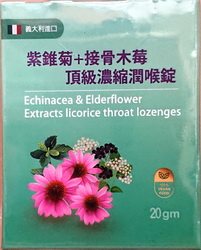 義大利進口
紫錐菊+接骨木莓
頂級濃縮潤喉錠
Echinacea & Elderflower
Extracts licorice throat lozenges
20gm